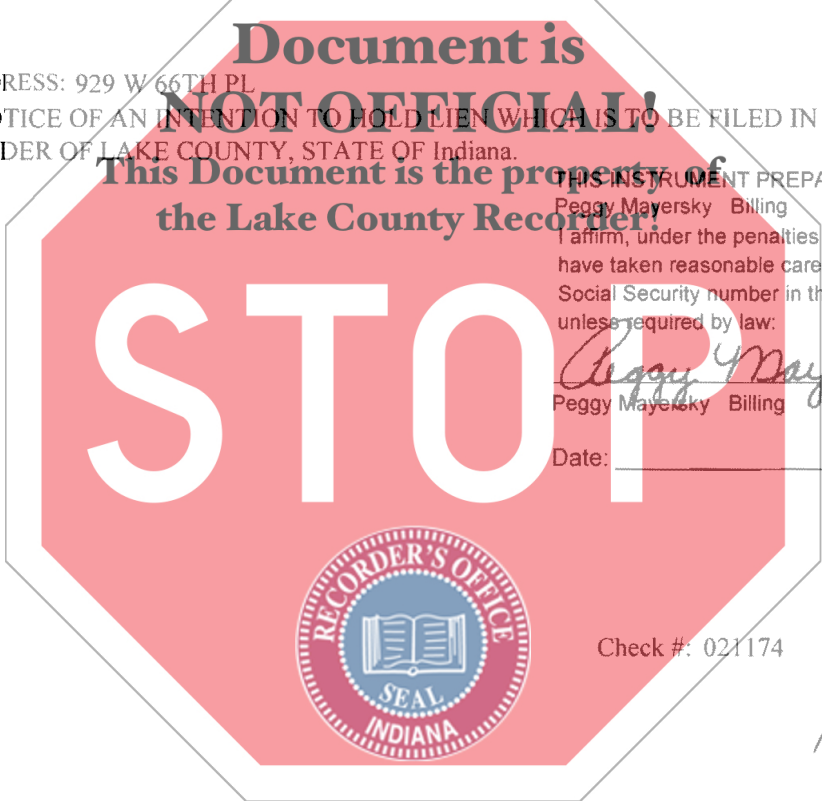 Document is
RESS: 929 W 66TH PL
NOT OFFICIAL!
TICE OF AN INTENTION TO HOLD LIEN WHICH IS TO BE FILED IN
DER OF LAKE COUNTY, STATE OF Indiana.
This Document is the property of
the Lake County Recorder!
THIS INSTRUMENT PREPA
Peggy Mayersky Billing
I affirm, under the penalties
have taken reasonable care
Social Security number in th
unless required by law:
STOP
Peggy May
Peggy Mayersky Billing
Date:
RECORDER'S OFFICE
SEAL
INDIANA
Check #: 021174